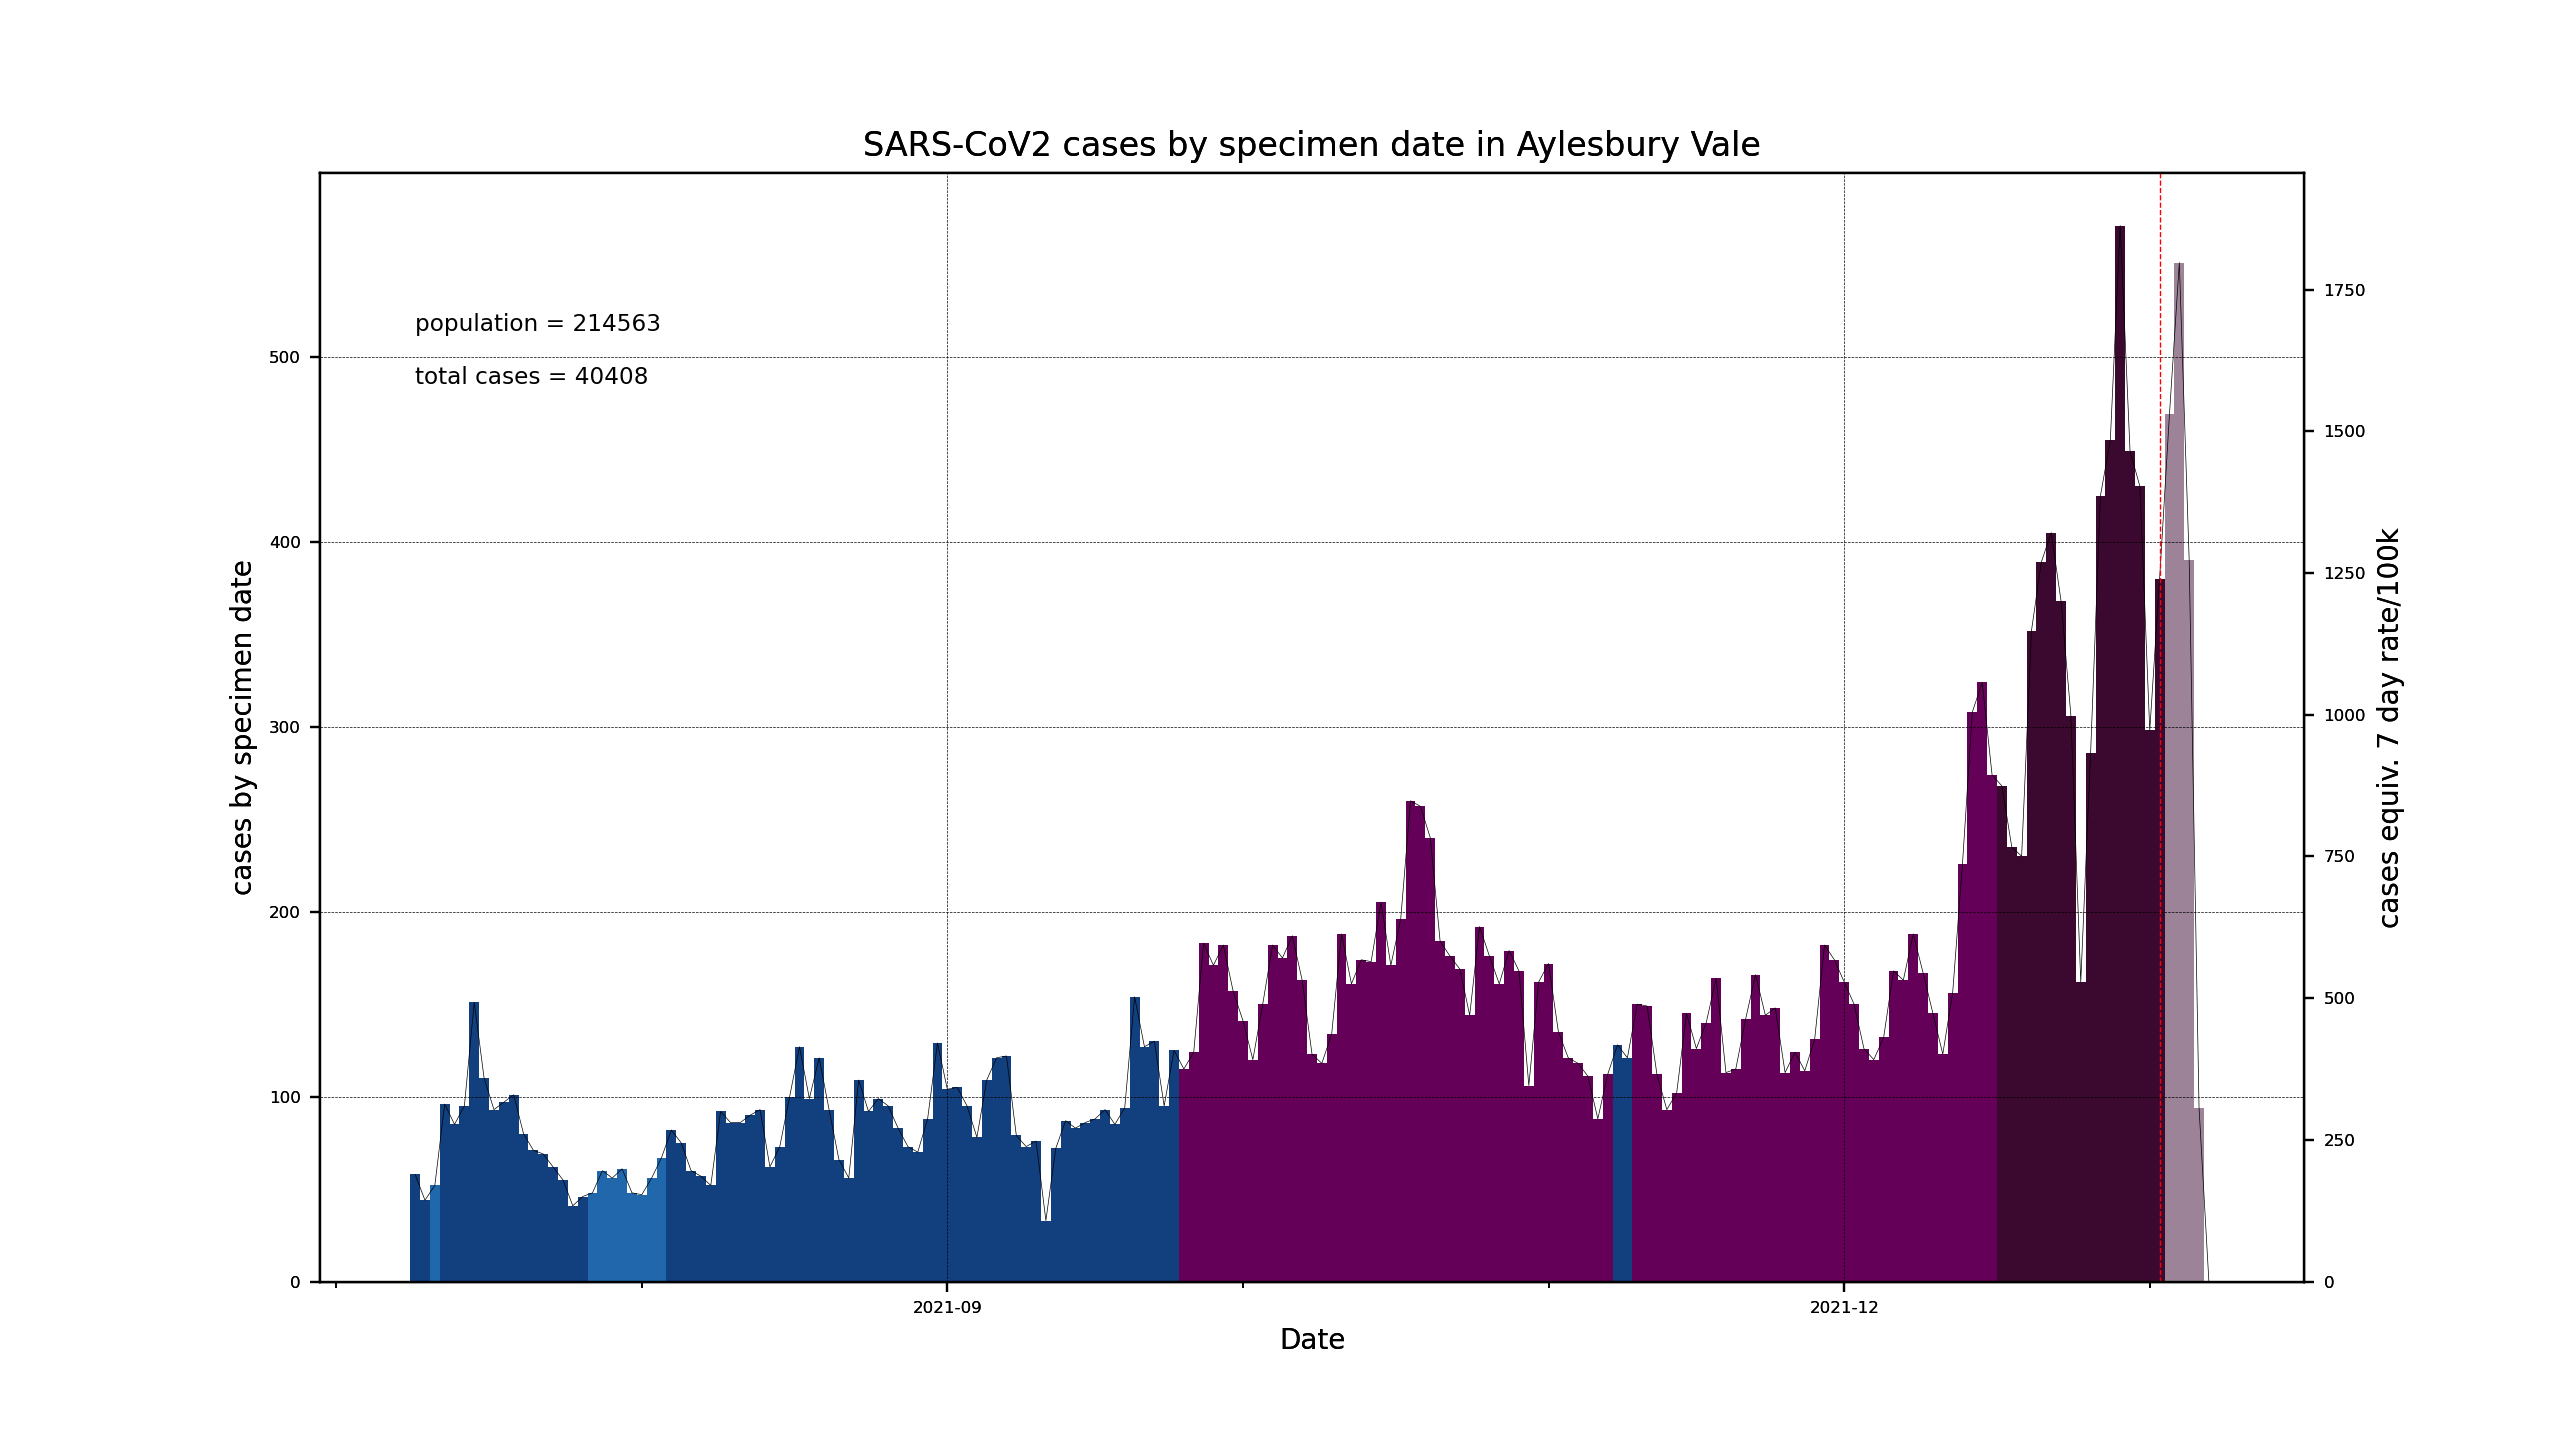 SARS-CoV2 cases by specimen date in Aylesbury Vale
population = 214563
total cases = 40408
cases by specimen date
500
400
300
200
100
0
1750
1500
1250
1000
750
500
250
0
cases equiv. 7 day rate/100k
2021-09
2021-12
Date